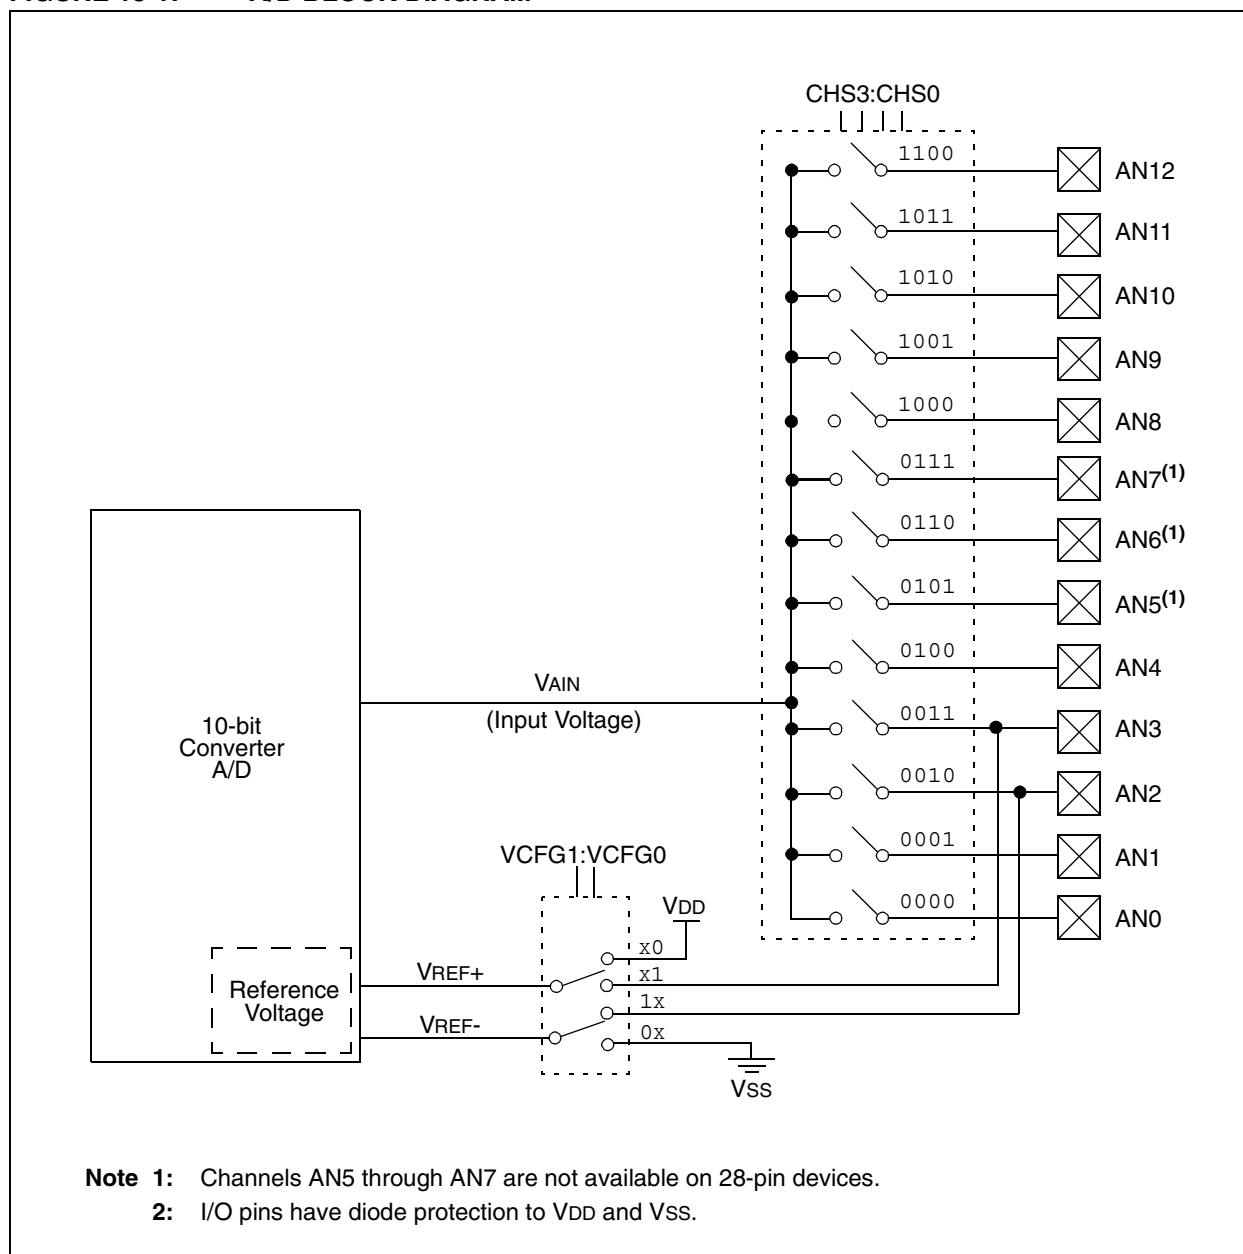 CHS3:CHS0
1100 AN12
1011 AN11
1010 AN10
1001 AN9
1000 AN8
0111 AN7(1)
0110 AN6(1)
0101 AN5(1)
0100 AN4
VAIN
(Input Voltage)
10-bit
Converter
A/D
0011 AN3
0010 AN2
0001 AN1
VCFG1:VCFG0
0000 AN0
VDD
x0
VREF+
x1
Reference
Voltage
1x
VREF-
0x
VSS
Note 1: Channels AN5 through AN7 are not available on 28-pin devices.
2: I/O pins have diode protection to VDD and VSS.